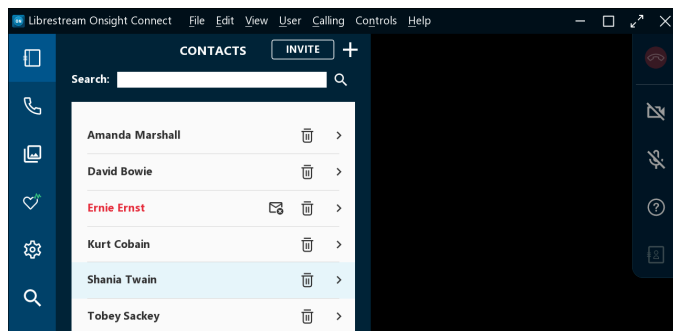 Librestream Onsight Connect File Edit View User Calling Controls Help
CONTACTS INVITE
Search:
Amanda Marshall
David Bowie
Ernie Ernst
Kurt Cobain
Shania Twain
Tobey Sackey